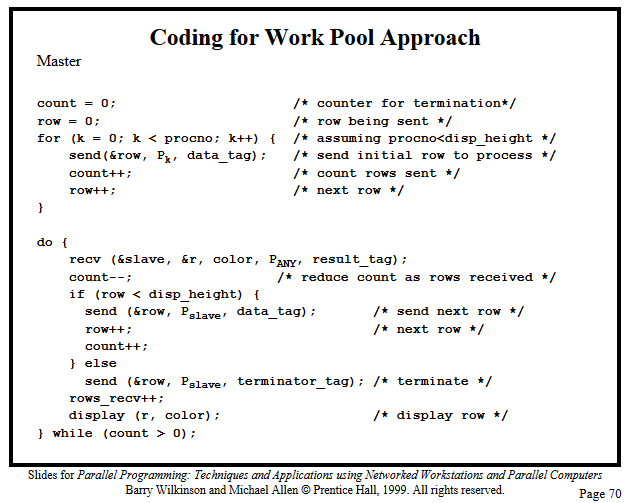 Coding for Work Pool Approach
Master
count = 0; /* counter for termination*/
row = 0; /* row being sent */
for (k = 0; k < procno; k++) { /* assuming procno<disp_height */
send(&row, Pk, data_tag); /* send initial row to process */
count++; /* count rows sent */
row++; /* next row */
}
do {
recv (&slave, &r, color, PANY, result_tag);
count--; /* reduce count as rows received */
if (row < disp_height) {
send (&row, Pslave, data_tag); /* send next row */
row++; /* next row */
count++;
} else
send (&row, Pslave, terminator_tag); /* terminate */
rows_recv++;
display (r, color); /* display row */
} while (count > 0);
Slides for Parallel Programming: Techniques and Applications using Networked Workstations and Parallel Computers
Barry Wilkinson and Michael Allen © Prentice Hall, 1999. All rights reserved.
Page 70